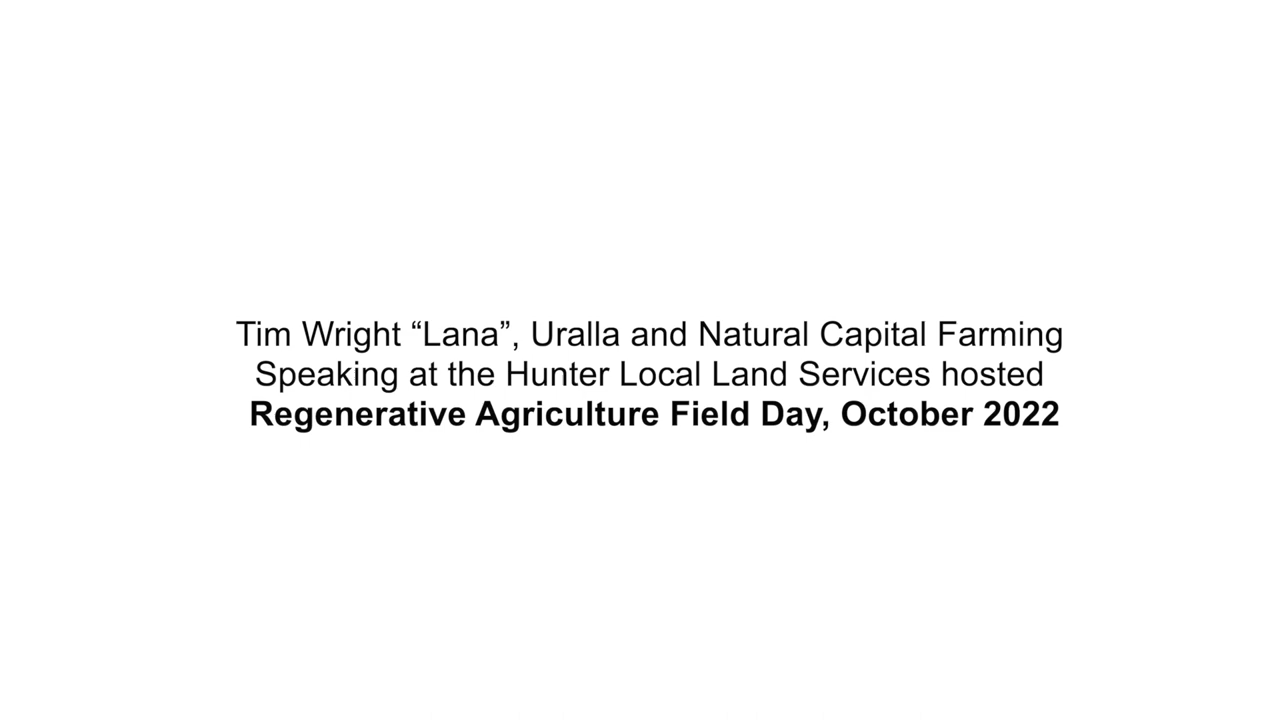 Tim Wright “Lana”, Uralla and Natural Capital Farming
Speaking at the Hunter Local Land Services hosted
Regenerative Agriculture Field Day, October 2022